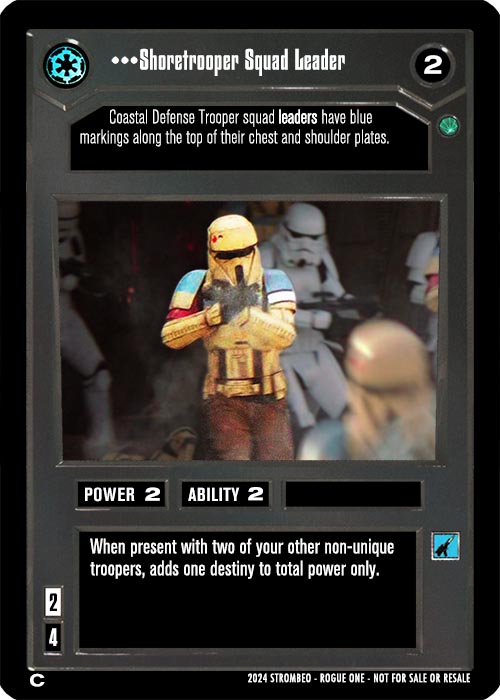 •••Shoretrooper Squad Leader
2
Coastal Defense Trooper squad leaders have blue
markings along the top of their chest and shoulder plates.
POWER 2
ABILITY 2
When present with two of your other non-unique
troopers, adds one destiny to total power only.
2
4
C
2024 STROMBEO - ROGUE ONE - NOT FOR SALE OR RESALE